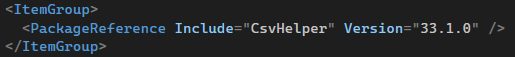 <ItemGroup>
  <PackageReference Include="CsvHelper" Version="33.1.0" />
</ItemGroup>